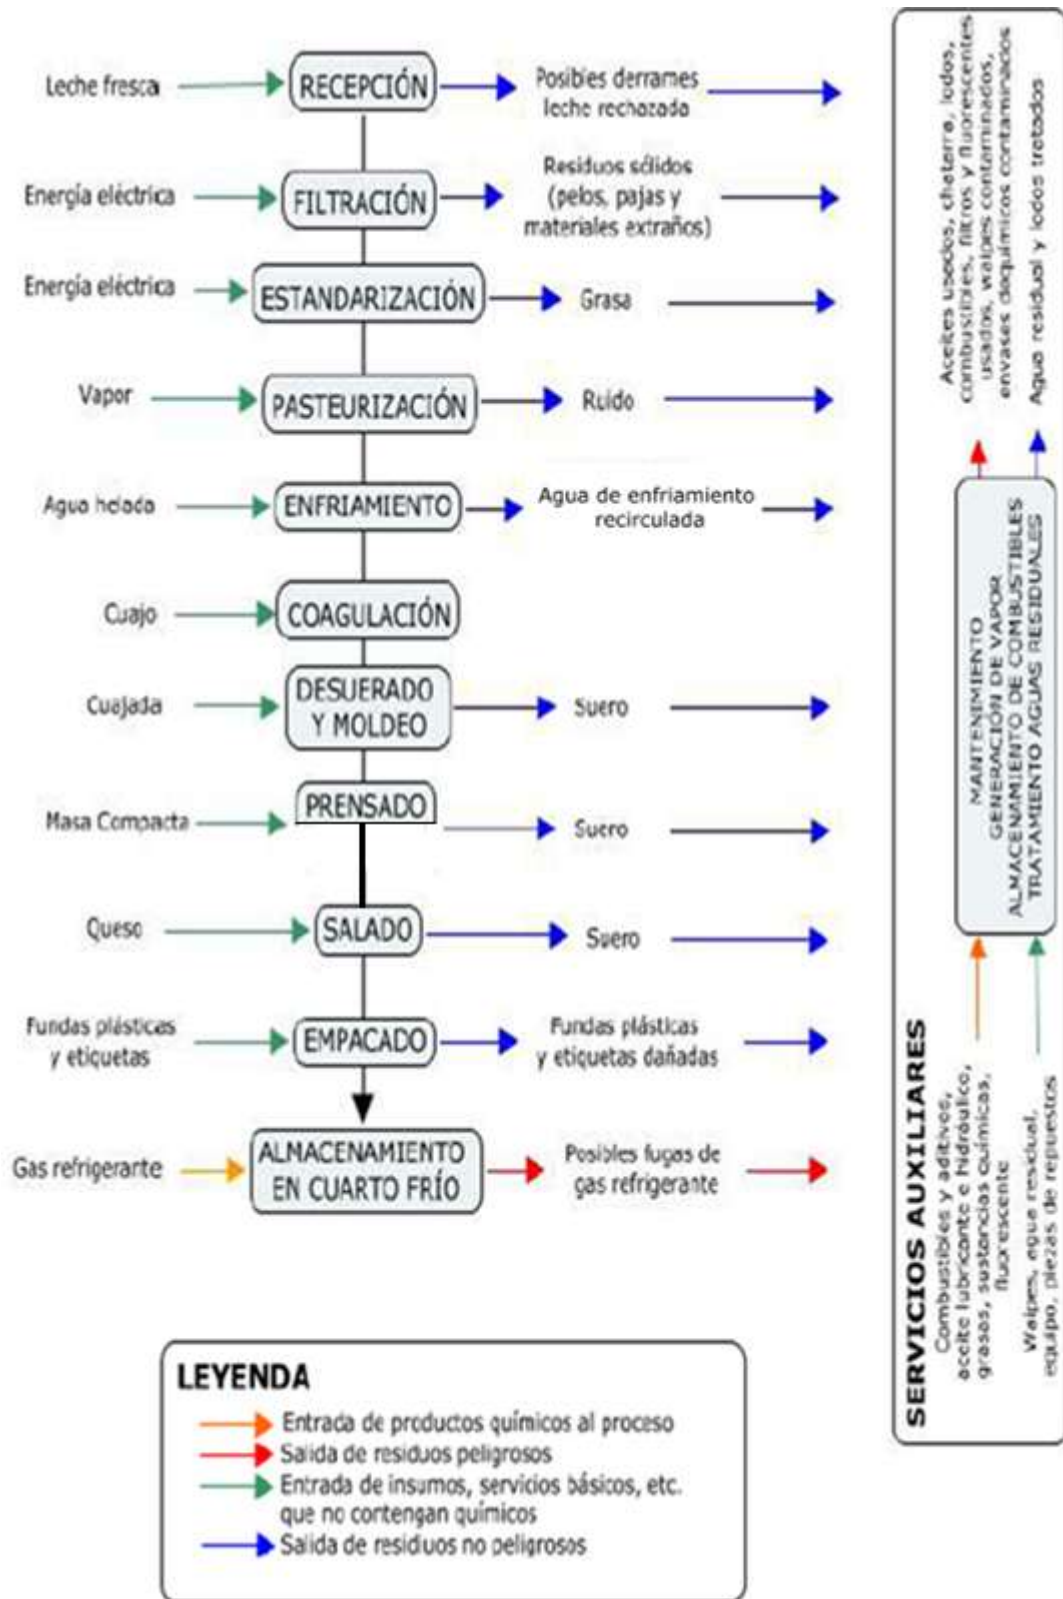 Leche fresca
RECEPCIÓN
Posibles derrames
leche rechazada
Energía eléctrica
FILTRACIÓN
Residuos sólidos
(pelos, pajas y
materiales extraños)
Energía eléctrica
ESTANDARIZACIÓN
Grasa
Vapor
PASTEURIZACIÓN
Ruido
Agua helada
ENFRIAMIENTO
Agua de enfriamiento
recirculada
Cuajo
COAGULACIÓN
Cuajada
DESUERADO
Y MOLDEO
Suero
Masa Compacta
PRENSADO
Suero
Queso
SALADO
Suero
Fundas plásticas
y etiquetas
EMPACADO
Fundas plásticas
y etiquetas dañadas
Gas refrigerante
ALMACENAMIENTO
EN CUARTO FRÍO
Posibles fugas de
gas refrigerante
LEYENDA
Entrada de productos químicos al proceso
Salida de residuos peligrosos
Entrada de insumos, servicios básicos, etc.
que no contengan químicos
Salida de residuos no peligrosos
SERVICIOS AUXILIARES
Combustibles y aditivos,
aceite lubricante e hidráulico,
grasas, sustancias químicas,
fluorescente
Waipes, agua residual,
equipo, piezas de repuestos
MANTENIMIENTO
GENERACIÓN DE VAPOR
ALMACENAMIENTO DE COMBUSTIBLES
TRATAMIENTO AGUAS RESIDUALES
Aceites usados, chatarra, lodos,
combustibles, filtros y fluorescentes
usados, waipes contaminados,
envases dequímicos contaminados
Agua residual y lodos tretados